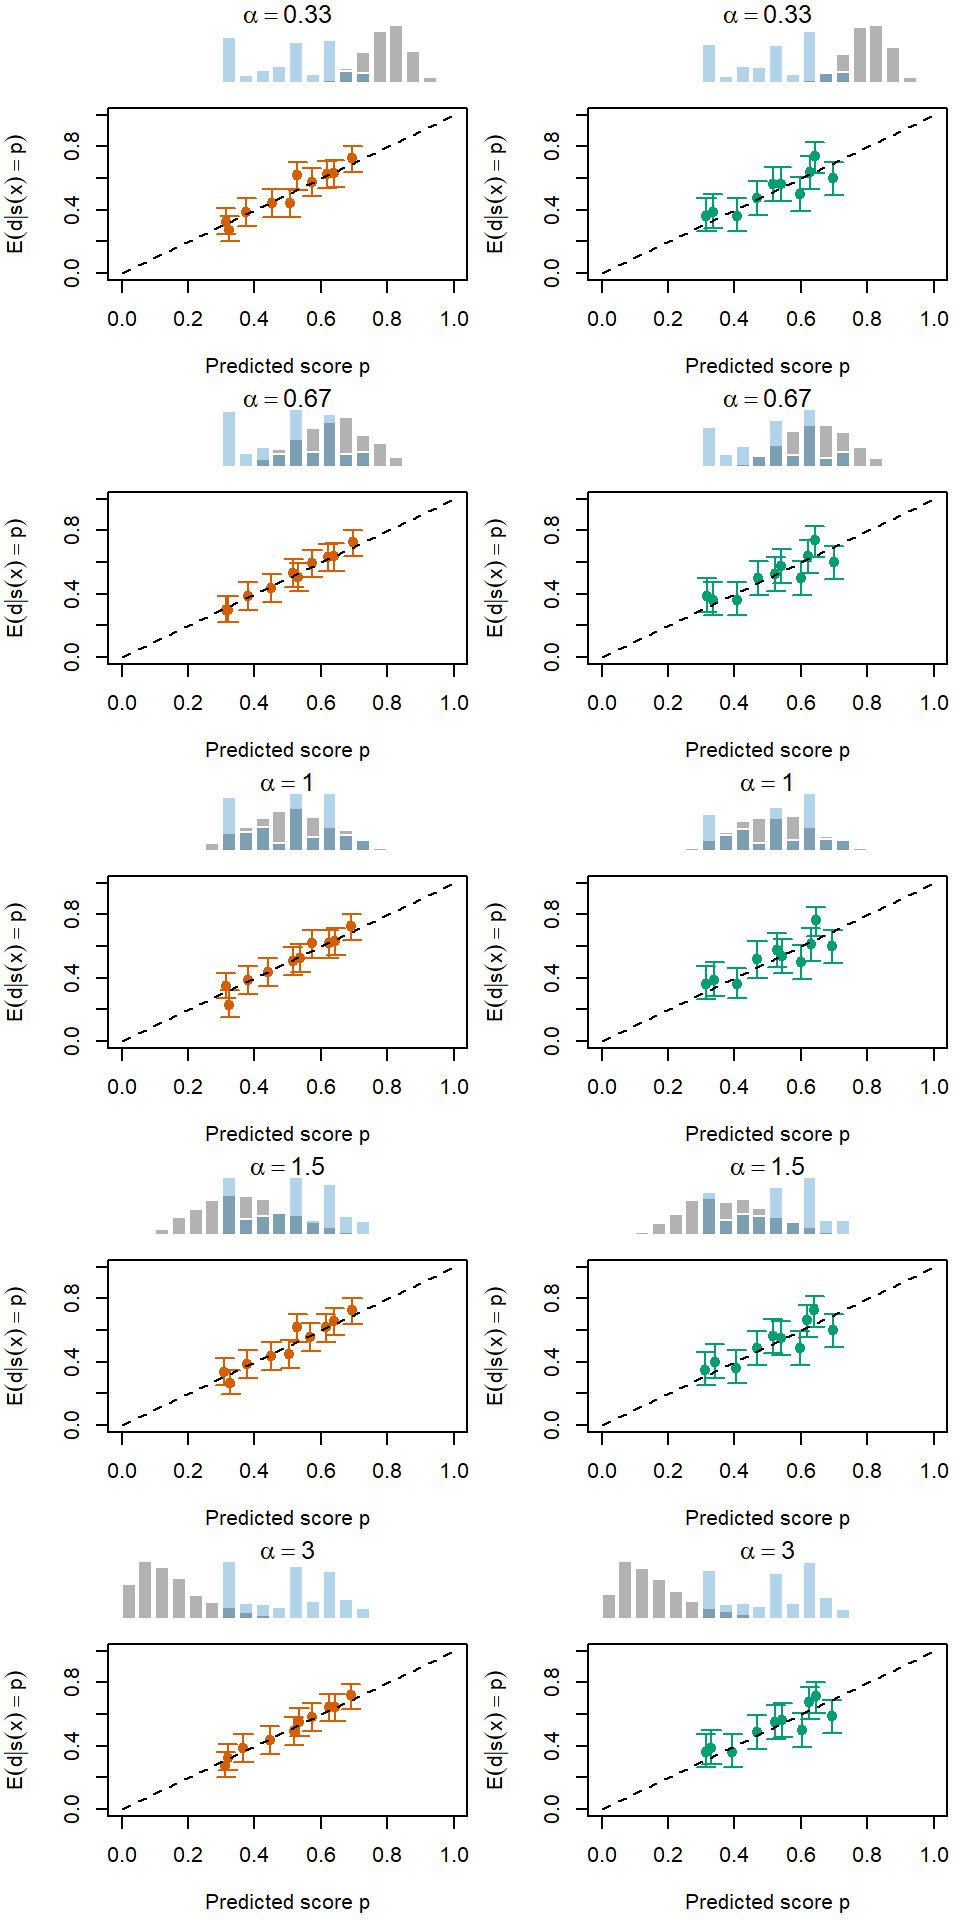 α = 0.33 α = 0.33
E(d|s(x) = p) 0.0 0.4 0.8 E(d|s(x) = p) 0.0 0.4 0.8
0.0 0.2 0.4 0.6 0.8 1.0 0.0 0.2 0.4 0.6 0.8 1.0
Predicted score p Predicted score p
α = 0.67 α = 0.67
E(d|s(x) = p) 0.0 0.4 0.8 E(d|s(x) = p) 0.0 0.4 0.8
0.0 0.2 0.4 0.6 0.8 1.0 0.0 0.2 0.4 0.6 0.8 1.0
Predicted score p Predicted score p
α = 1 α = 1
E(d|s(x) = p) 0.0 0.4 0.8 E(d|s(x) = p) 0.0 0.4 0.8
0.0 0.2 0.4 0.6 0.8 1.0 0.0 0.2 0.4 0.6 0.8 1.0
Predicted score p Predicted score p
α = 1.5 α = 1.5
E(d|s(x) = p) 0.0 0.4 0.8 E(d|s(x) = p) 0.0 0.4 0.8
0.0 0.2 0.4 0.6 0.8 1.0 0.0 0.2 0.4 0.6 0.8 1.0
Predicted score p Predicted score p
α = 3 α = 3
E(d|s(x) = p) 0.0 0.4 0.8 E(d|s(x) = p) 0.0 0.4 0.8
0.0 0.2 0.4 0.6 0.8 1.0 0.0 0.2 0.4 0.6 0.8 1.0
Predicted score p Predicted score p